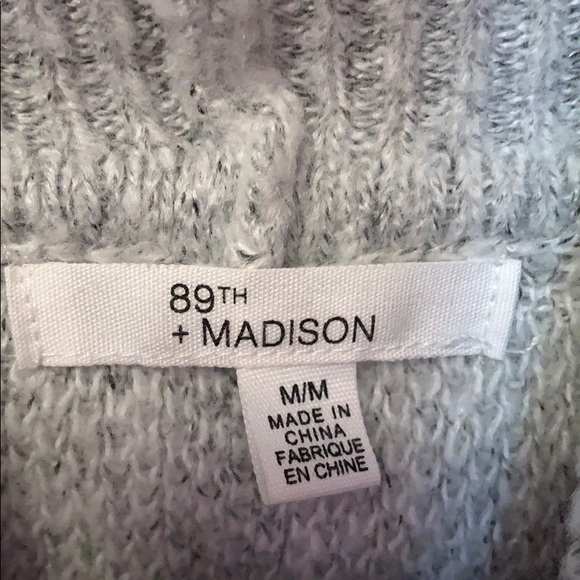 89TH
+ MADISON
M/M
MADE IN
CHINA
FABRIQUE
EN CHINE